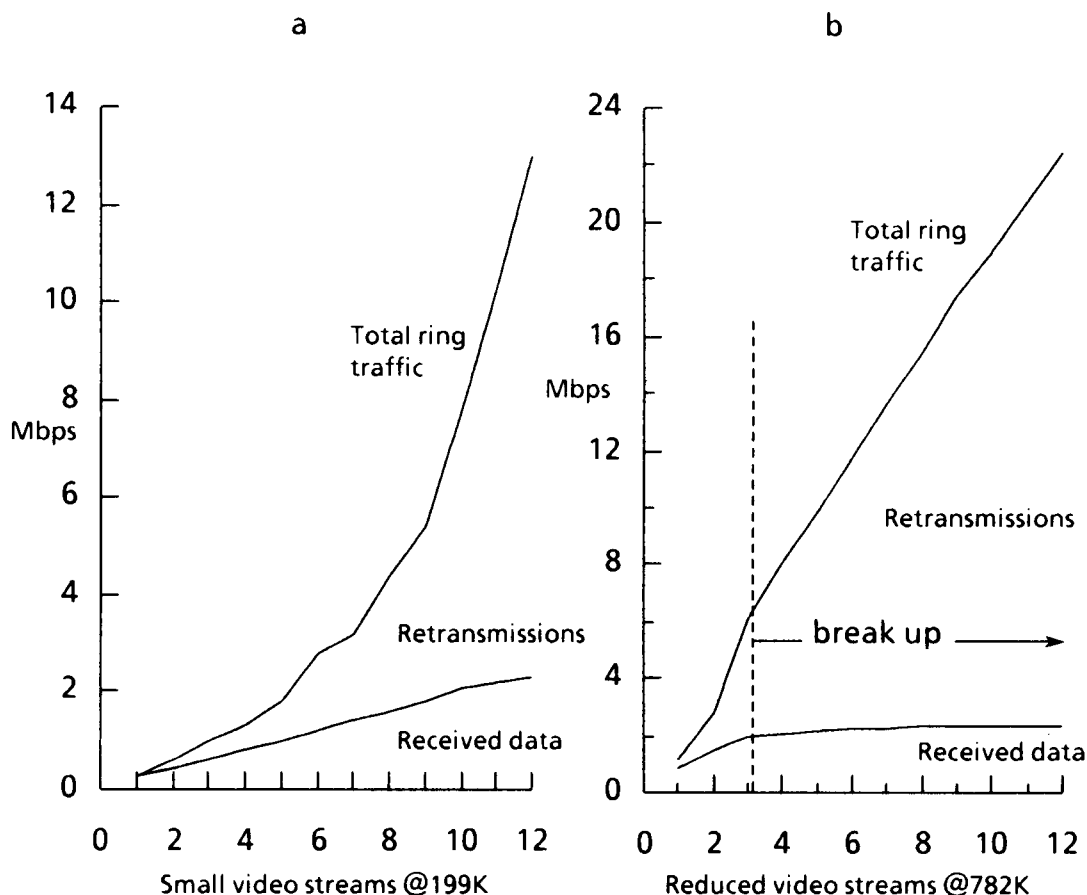 a
14
12
10
8
6
4
2
0
Mbps
Total ring
traffic
Retransmissions
Received data
0 2 4 6 8 10 12
Small video streams @199K
b
24
20
16
12
8
4
0
Mbps
Total ring
traffic
Retransmissions
break up
Received data
0 2 4 6 8 10 12
Reduced video streams @782K